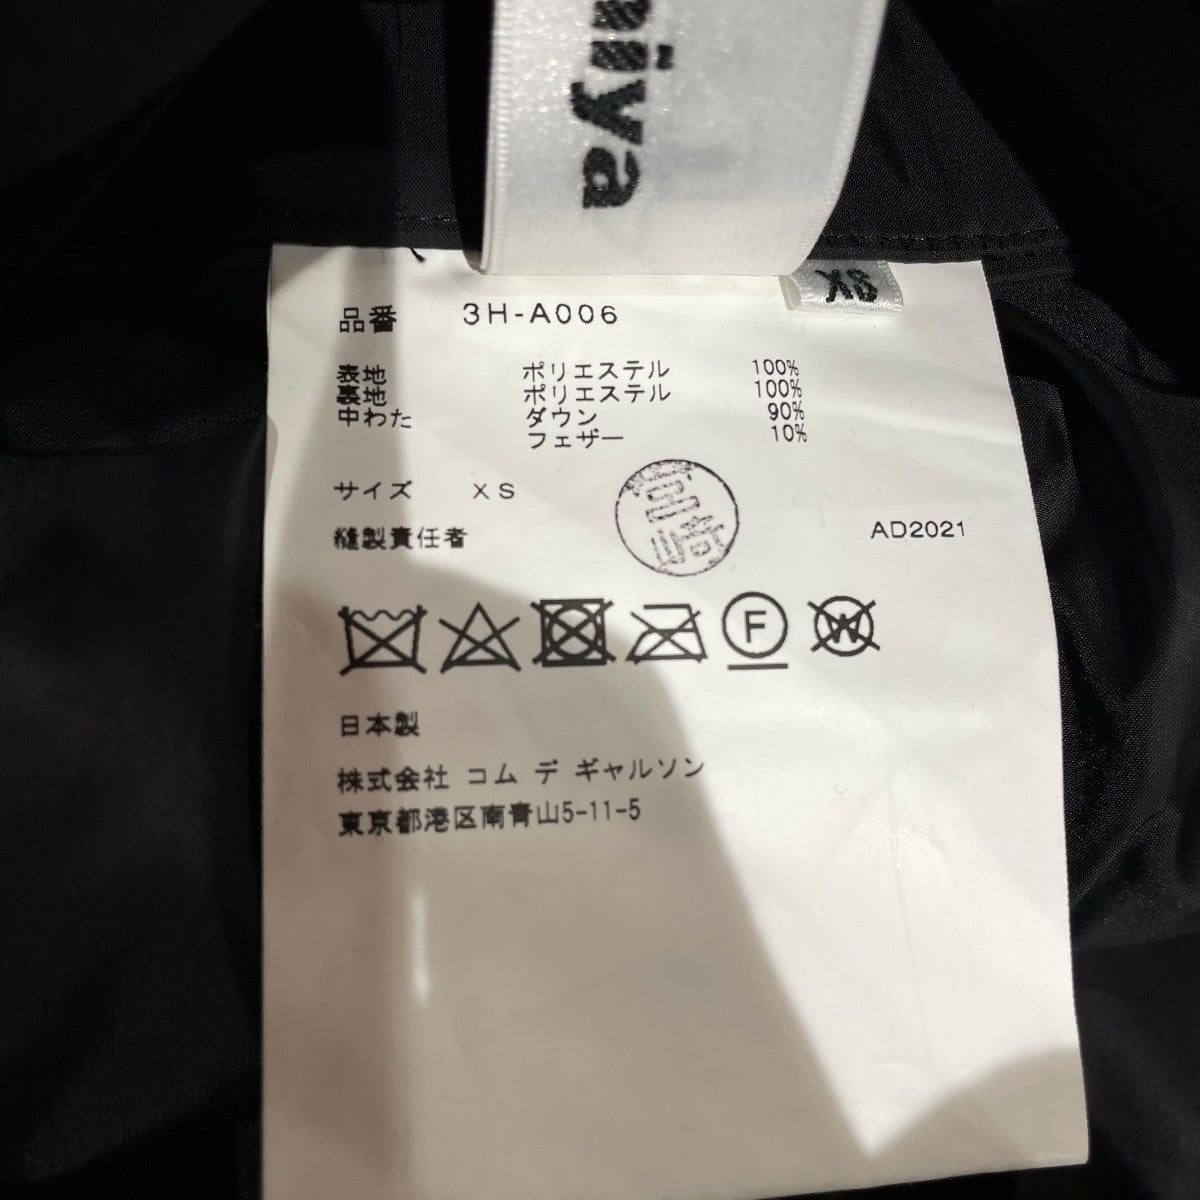 miya
XS
品番 3H-A006
表地 ポリエステル 100%
裏地 ポリエステル 100%
中わた ダウン 90%
フェザー 10%
サイズ XS
縫製責任者
AD2021
F
W
日本製
株式会社 コム デ ギャルソン
東京都港区南青山5-11-5